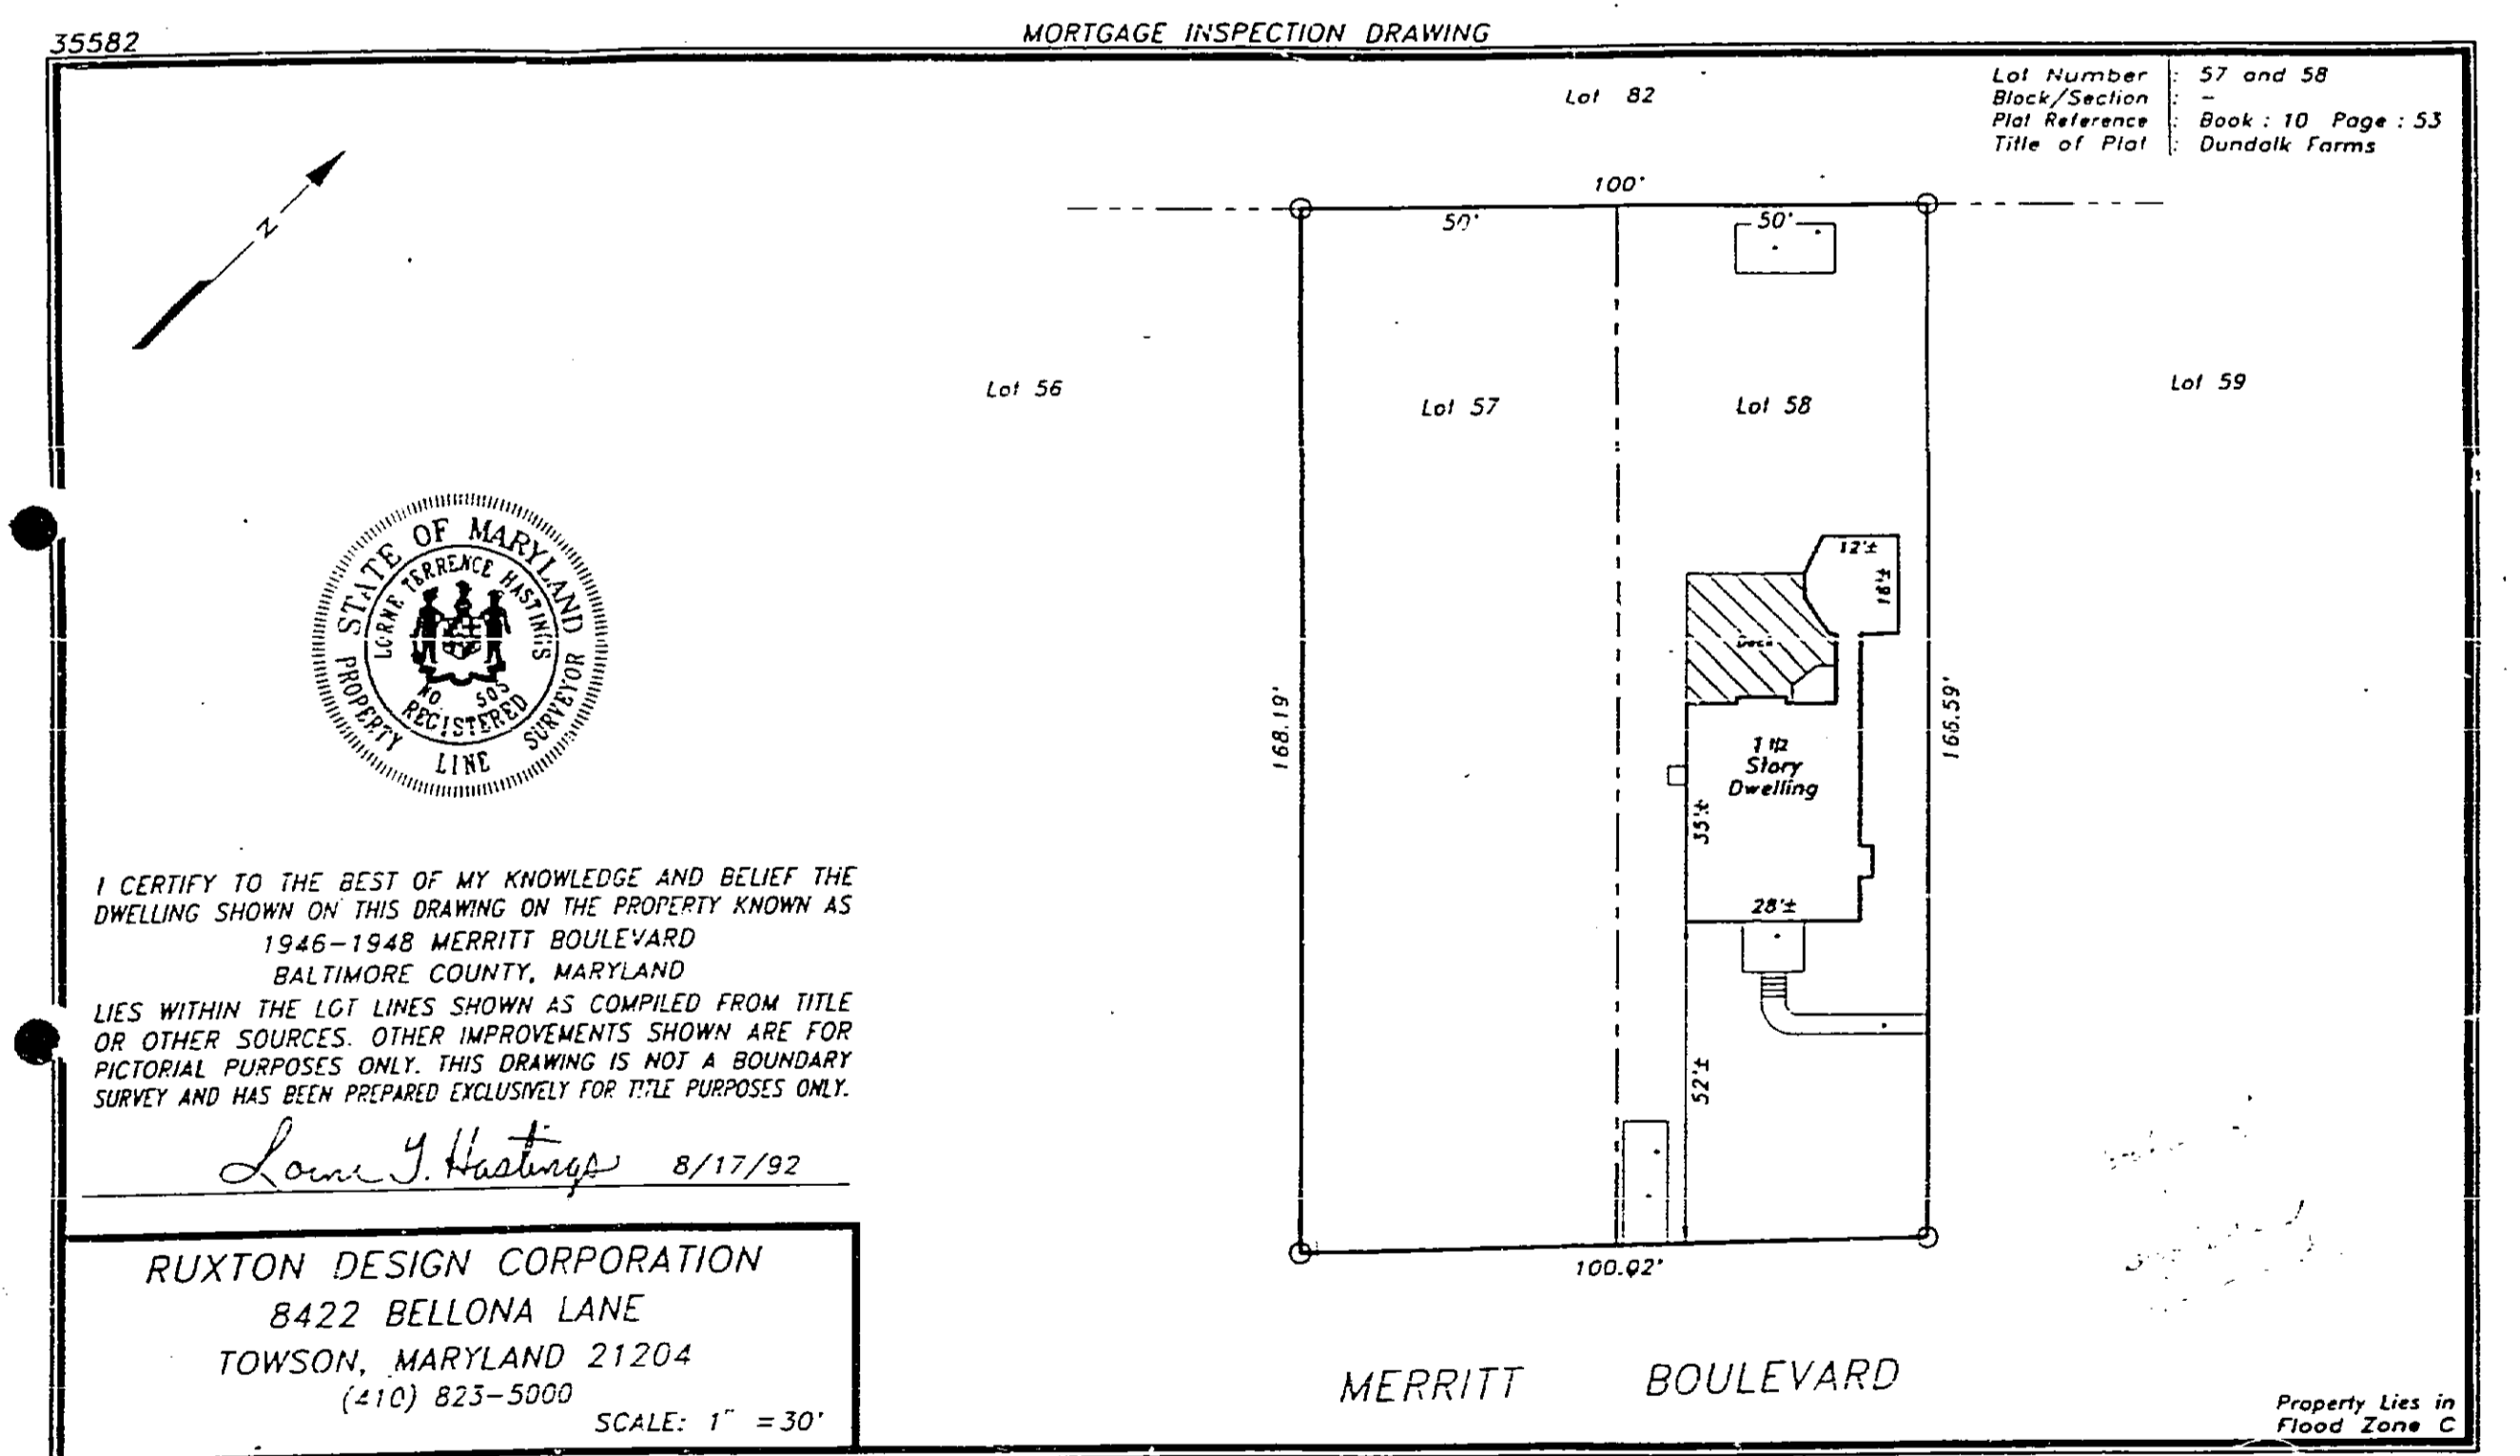 35582
MORTGAGE INSPECTION DRAWING
Lot Number : 57 and 58
Block/Section : -
Plat Reference : Book : 10 Page : 53
Title of Plat : Dundalk Farms
Lot 82
100'
50'
50'
N
Lot 56
Lot 57
Lot 58
Lot 59
STATE OF MARYLAND
LORNE TERRENCE HASTINGS
NO. 505
REGISTERED
PROPERTY LINE SURVEYOR
12'±
16'±
Deck
168.19'
166.59'
1 1/2
Story
Dwelling
35'±
28'±
52'±
100.02'
I CERTIFY TO THE BEST OF MY KNOWLEDGE AND BELIEF THE
DWELLING SHOWN ON THIS DRAWING ON THE PROPERTY KNOWN AS
1946-1948 MERRITT BOULEVARD
BALTIMORE COUNTY, MARYLAND
LIES WITHIN THE LOT LINES SHOWN AS COMPILED FROM TITLE
OR OTHER SOURCES. OTHER IMPROVEMENTS SHOWN ARE FOR
PICTORIAL PURPOSES ONLY. THIS DRAWING IS NOT A BOUNDARY
SURVEY AND HAS BEEN PREPARED EXCLUSIVELY FOR TITLE PURPOSES ONLY.
Lorne T. Hastings 8/17/92
RUXTON DESIGN CORPORATION
8422 BELLONA LANE
TOWSON, MARYLAND 21204
(410) 823-5000
SCALE: 1" = 30'
MERRITT BOULEVARD
Property Lies in
Flood Zone C